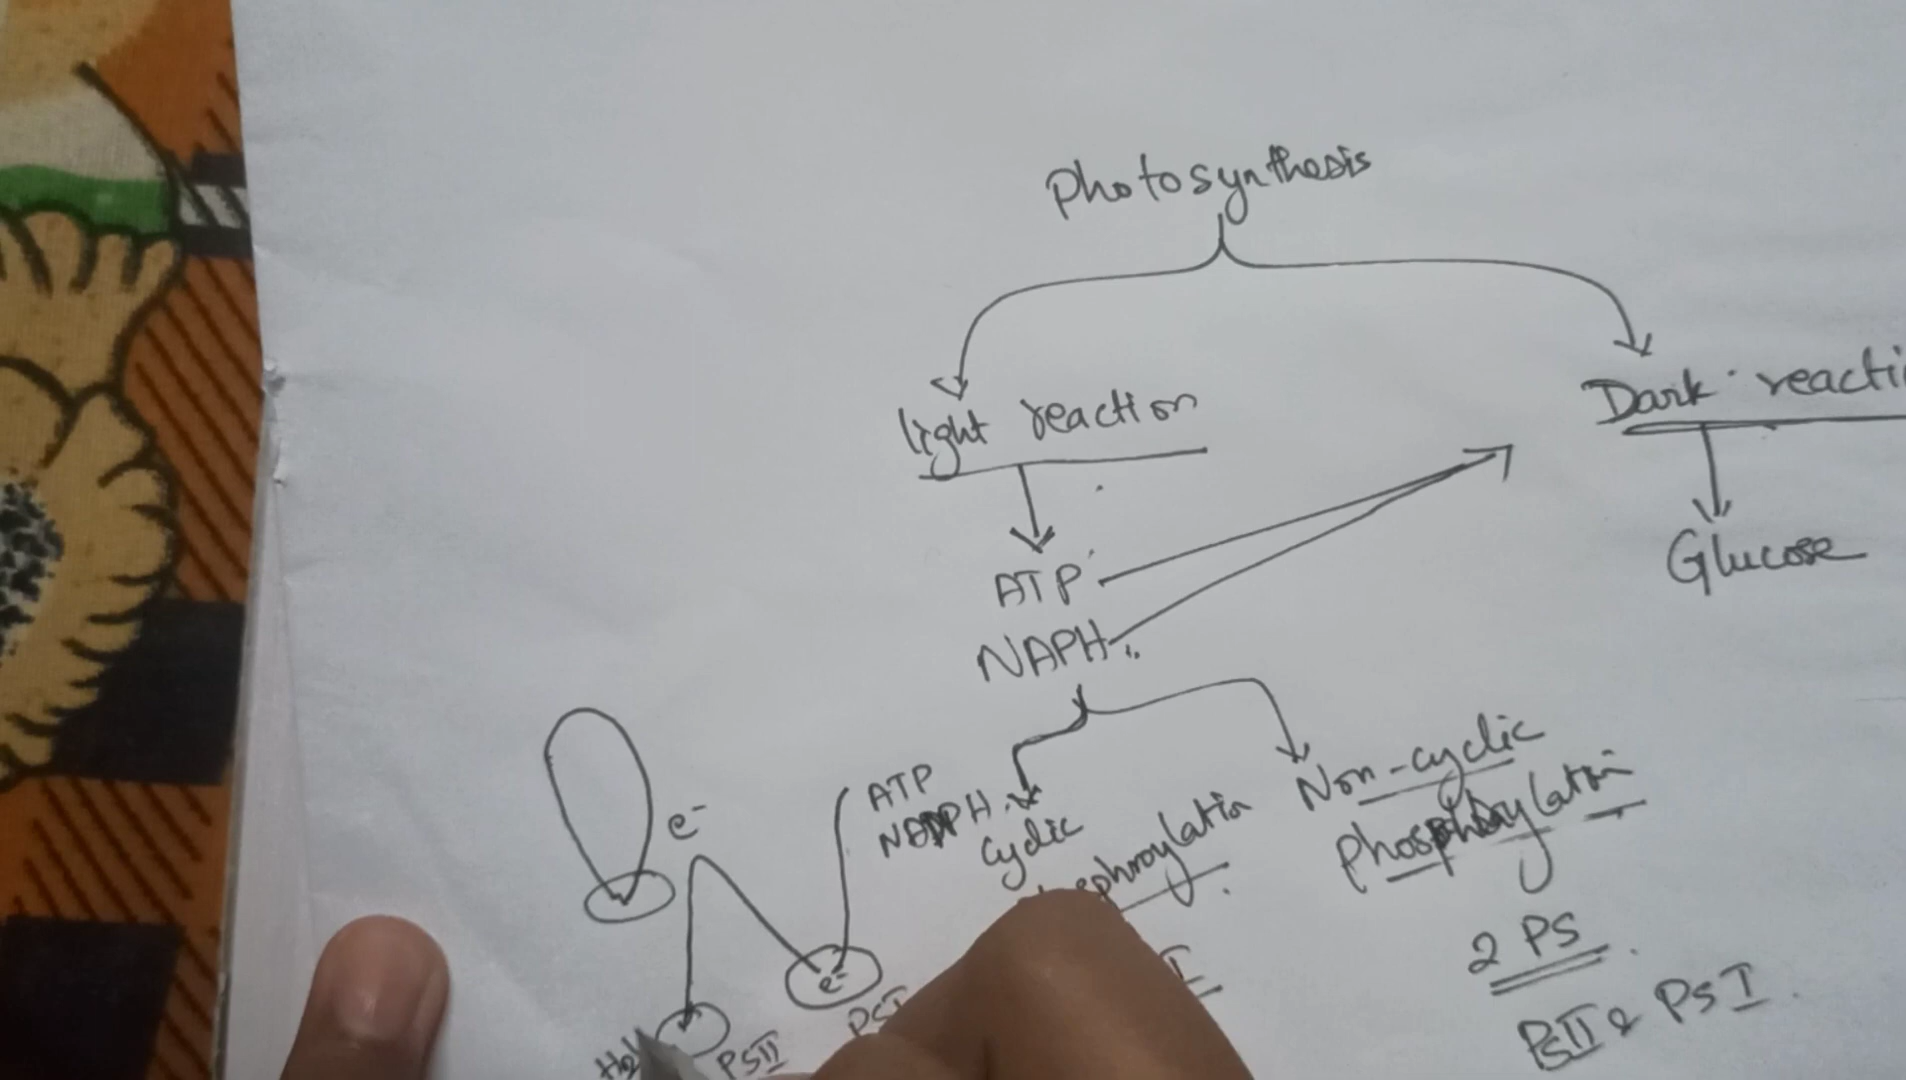 Photosynthesis
light reaction
Dark reacti
ATP
NAPH
Glucose
Non-cyclic
Phosphorylation
ATP
NADPH
Cyclic
e-
2 PS
PSII & PSI
e-
PSI
PSII